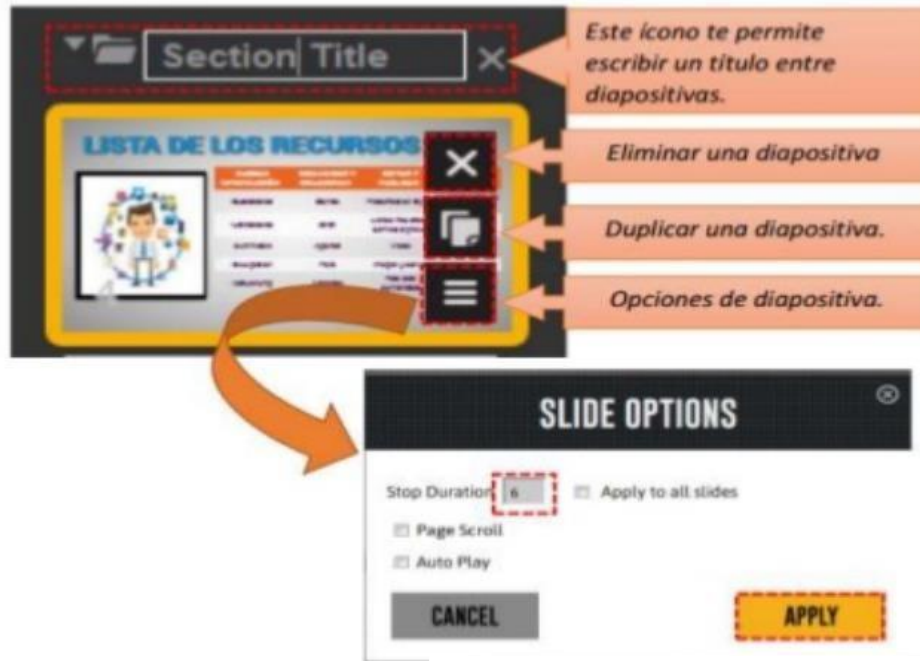 Section Title
Este ícono te permite
escribir un título entre
diapositivas.
LISTA DE LOS RECURSOS
Eliminar una diapositiva
Duplicar una diapositiva.
4
Opciones de diapositiva.
SLIDE OPTIONS
Stop Duration 6 Apply to all slides
Page Scroll
Auto Play
CANCEL APPLY